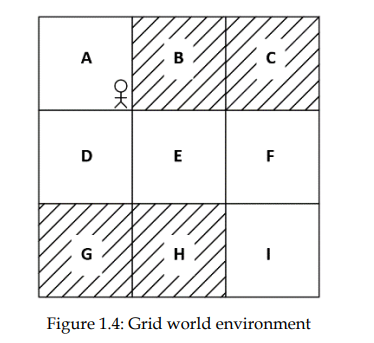 A B C
D E F
G H I
Figure 1.4: Grid world environment